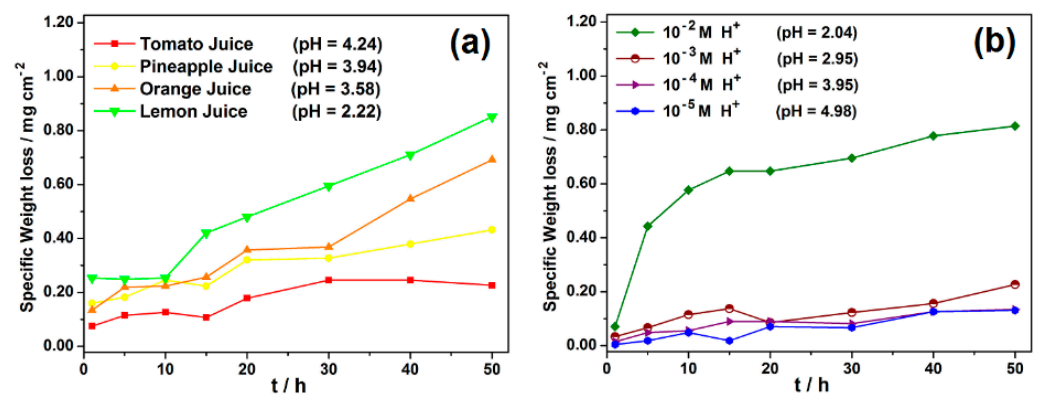 (a)
Tomato Juice (pH = 4.24)
Pineapple Juice (pH = 3.94)
Orange Juice (pH = 3.58)
Lemon Juice (pH = 2.22)
Specific Weight loss / mg cm⁻²
1.20
1.00
0.80
0.60
0.40
0.20
0.00
0 10 20 30 40 50
t / h
(b)
10⁻² M H⁺ (pH = 2.04)
10⁻³ M H⁺ (pH = 2.95)
10⁻⁴ M H⁺ (pH = 3.95)
10⁻⁵ M H⁺ (pH = 4.98)
Specific Weight loss / mg cm⁻²
1.20
1.00
0.80
0.60
0.40
0.20
0.00
0 10 20 30 40 50
t / h